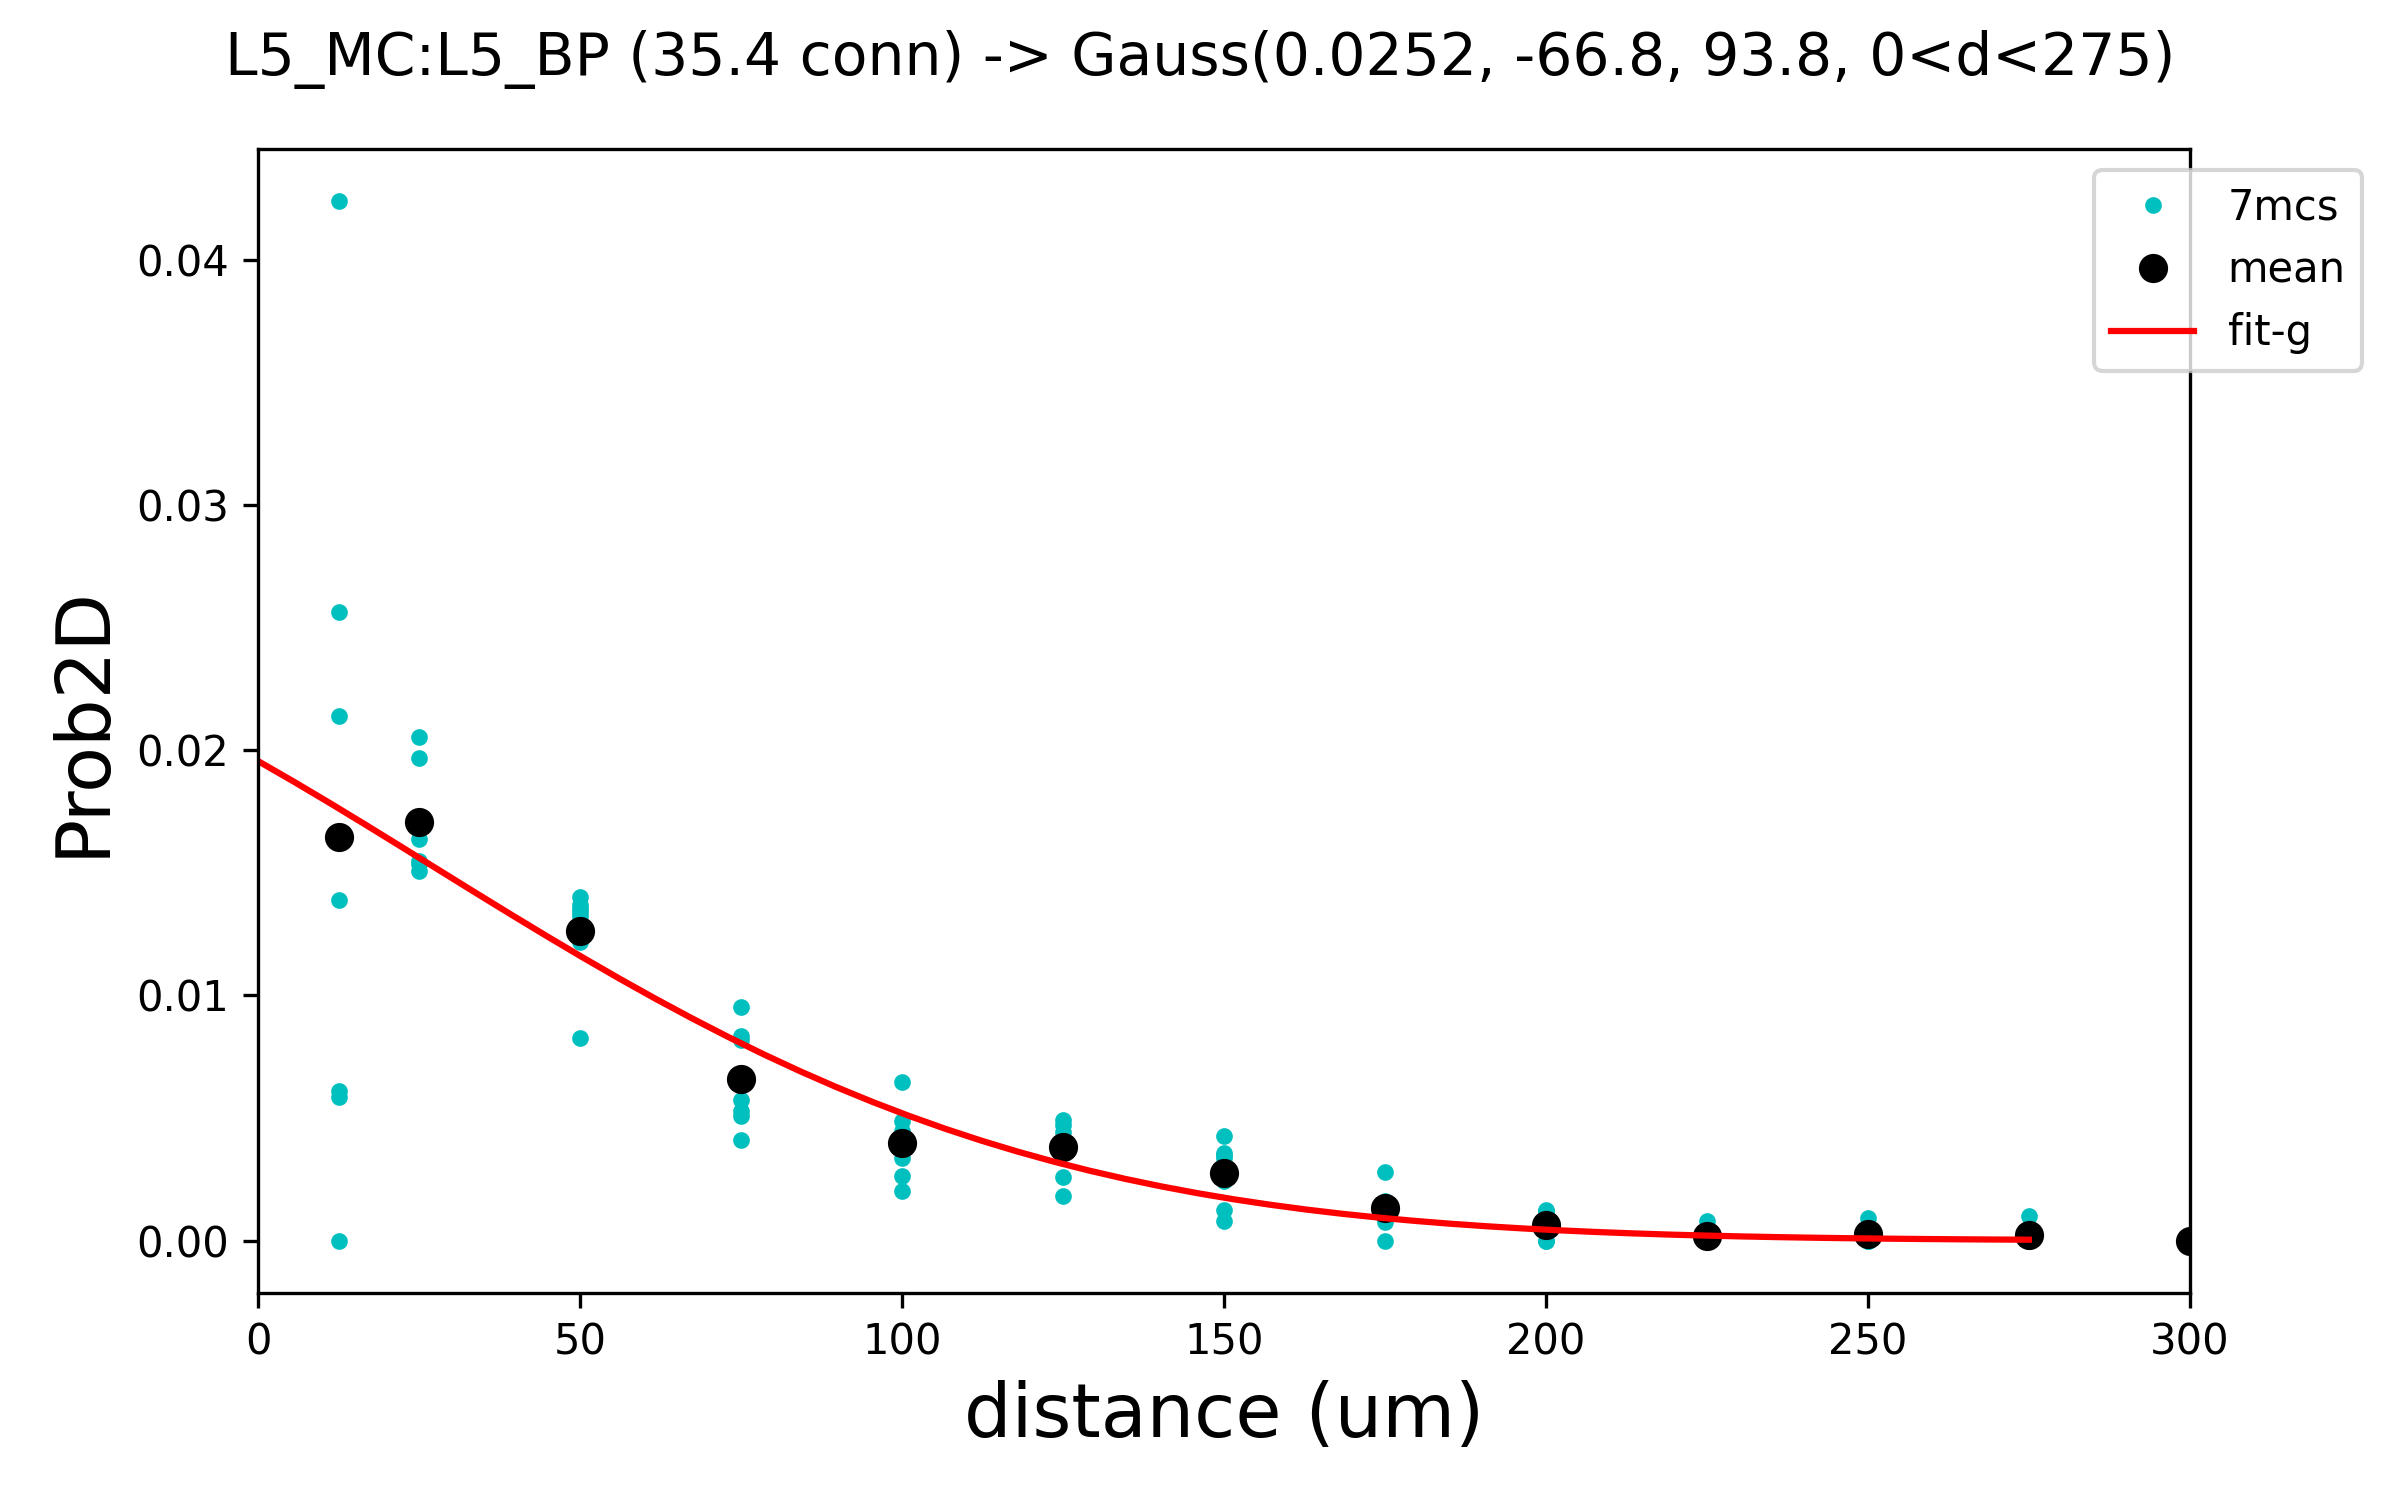 L5_MC:L5_BP (35.4 conn) -> Gauss(0.0252, -66.8, 93.8, 0<d<275)
7mcs
mean
fit-g
0.04
0.03
0.02
0.01
0.00
Prob2D
0 50 100 150 200 250 300
distance (um)